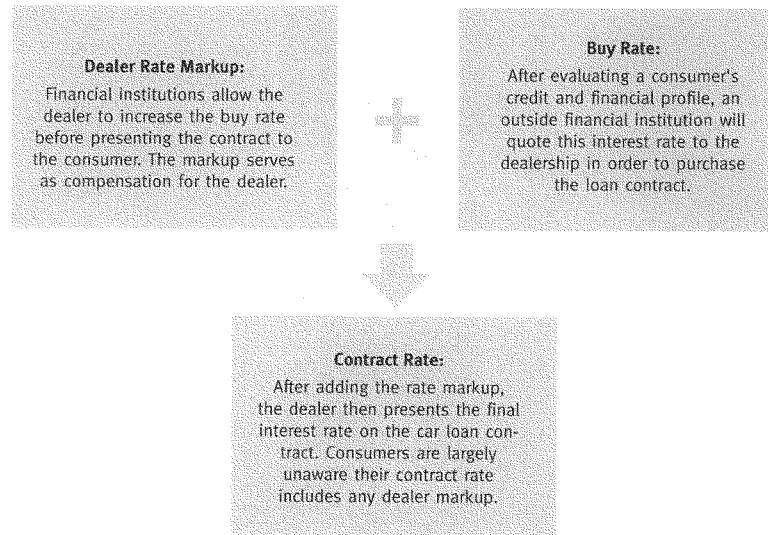 Dealer Rate Markup:
Financial institutions allow the
dealer to increase the buy rate
before presenting the contract to
the consumer. The markup serves
as compensation for the dealer.
+
Buy Rate:
After evaluating a consumer's
credit and financial profile, an
outside financial institution will
quote this interest rate to the
dealership in order to purchase
the loan contract.
Contract Rate:
After adding the rate markup,
the dealer then presents the final
interest rate on the car loan con-
tract. Consumers are largely
unaware their contract rate
includes any dealer markup.